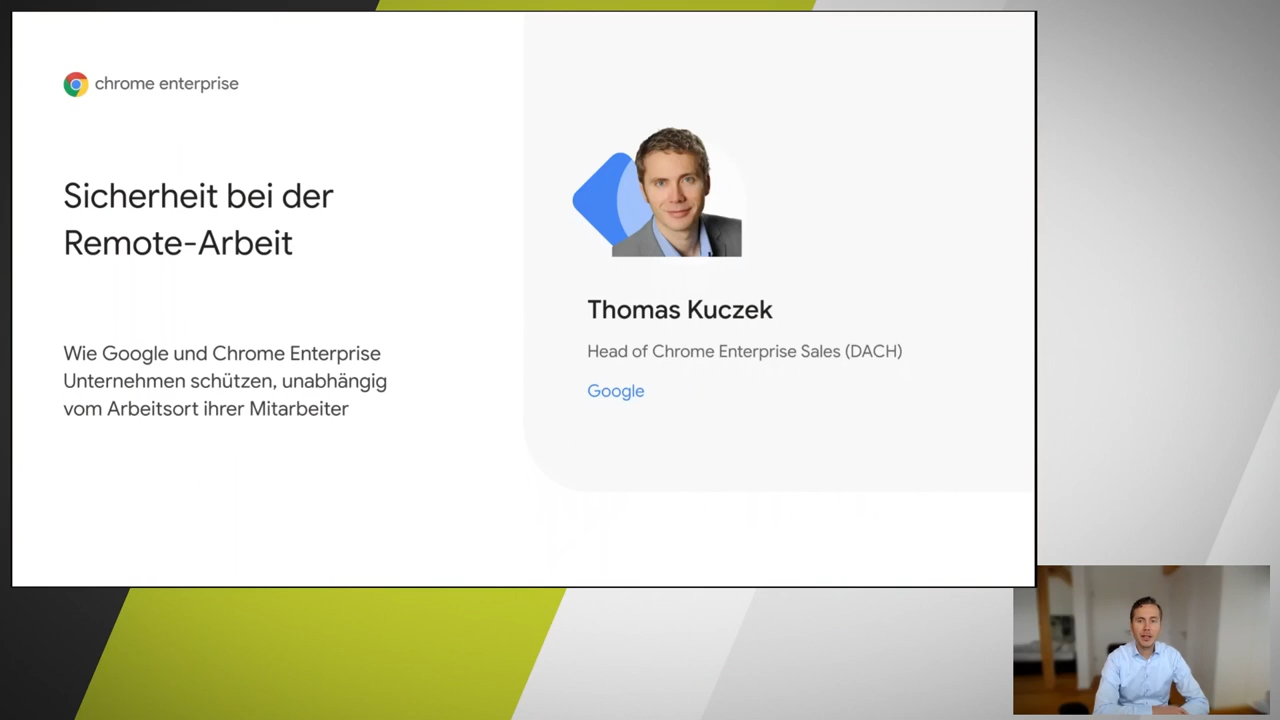 chrome enterprise
Sicherheit bei der
Remote-Arbeit
Wie Google und Chrome Enterprise
Unternehmen schützen, unabhängig
vom Arbeitsort ihrer Mitarbeiter
Thomas Kuczek
Head of Chrome Enterprise Sales (DACH)
Google